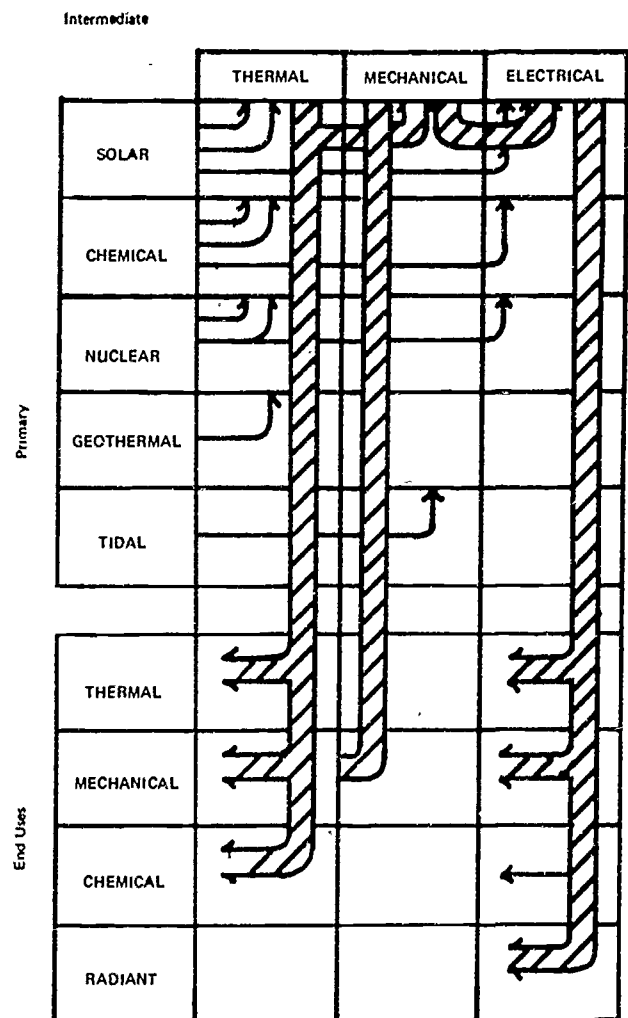 Intermediate
THERMAL
MECHANICAL
ELECTRICAL
Primary
SOLAR
CHEMICAL
NUCLEAR
GEOTHERMAL
TIDAL
End Uses
THERMAL
MECHANICAL
CHEMICAL
RADIANT